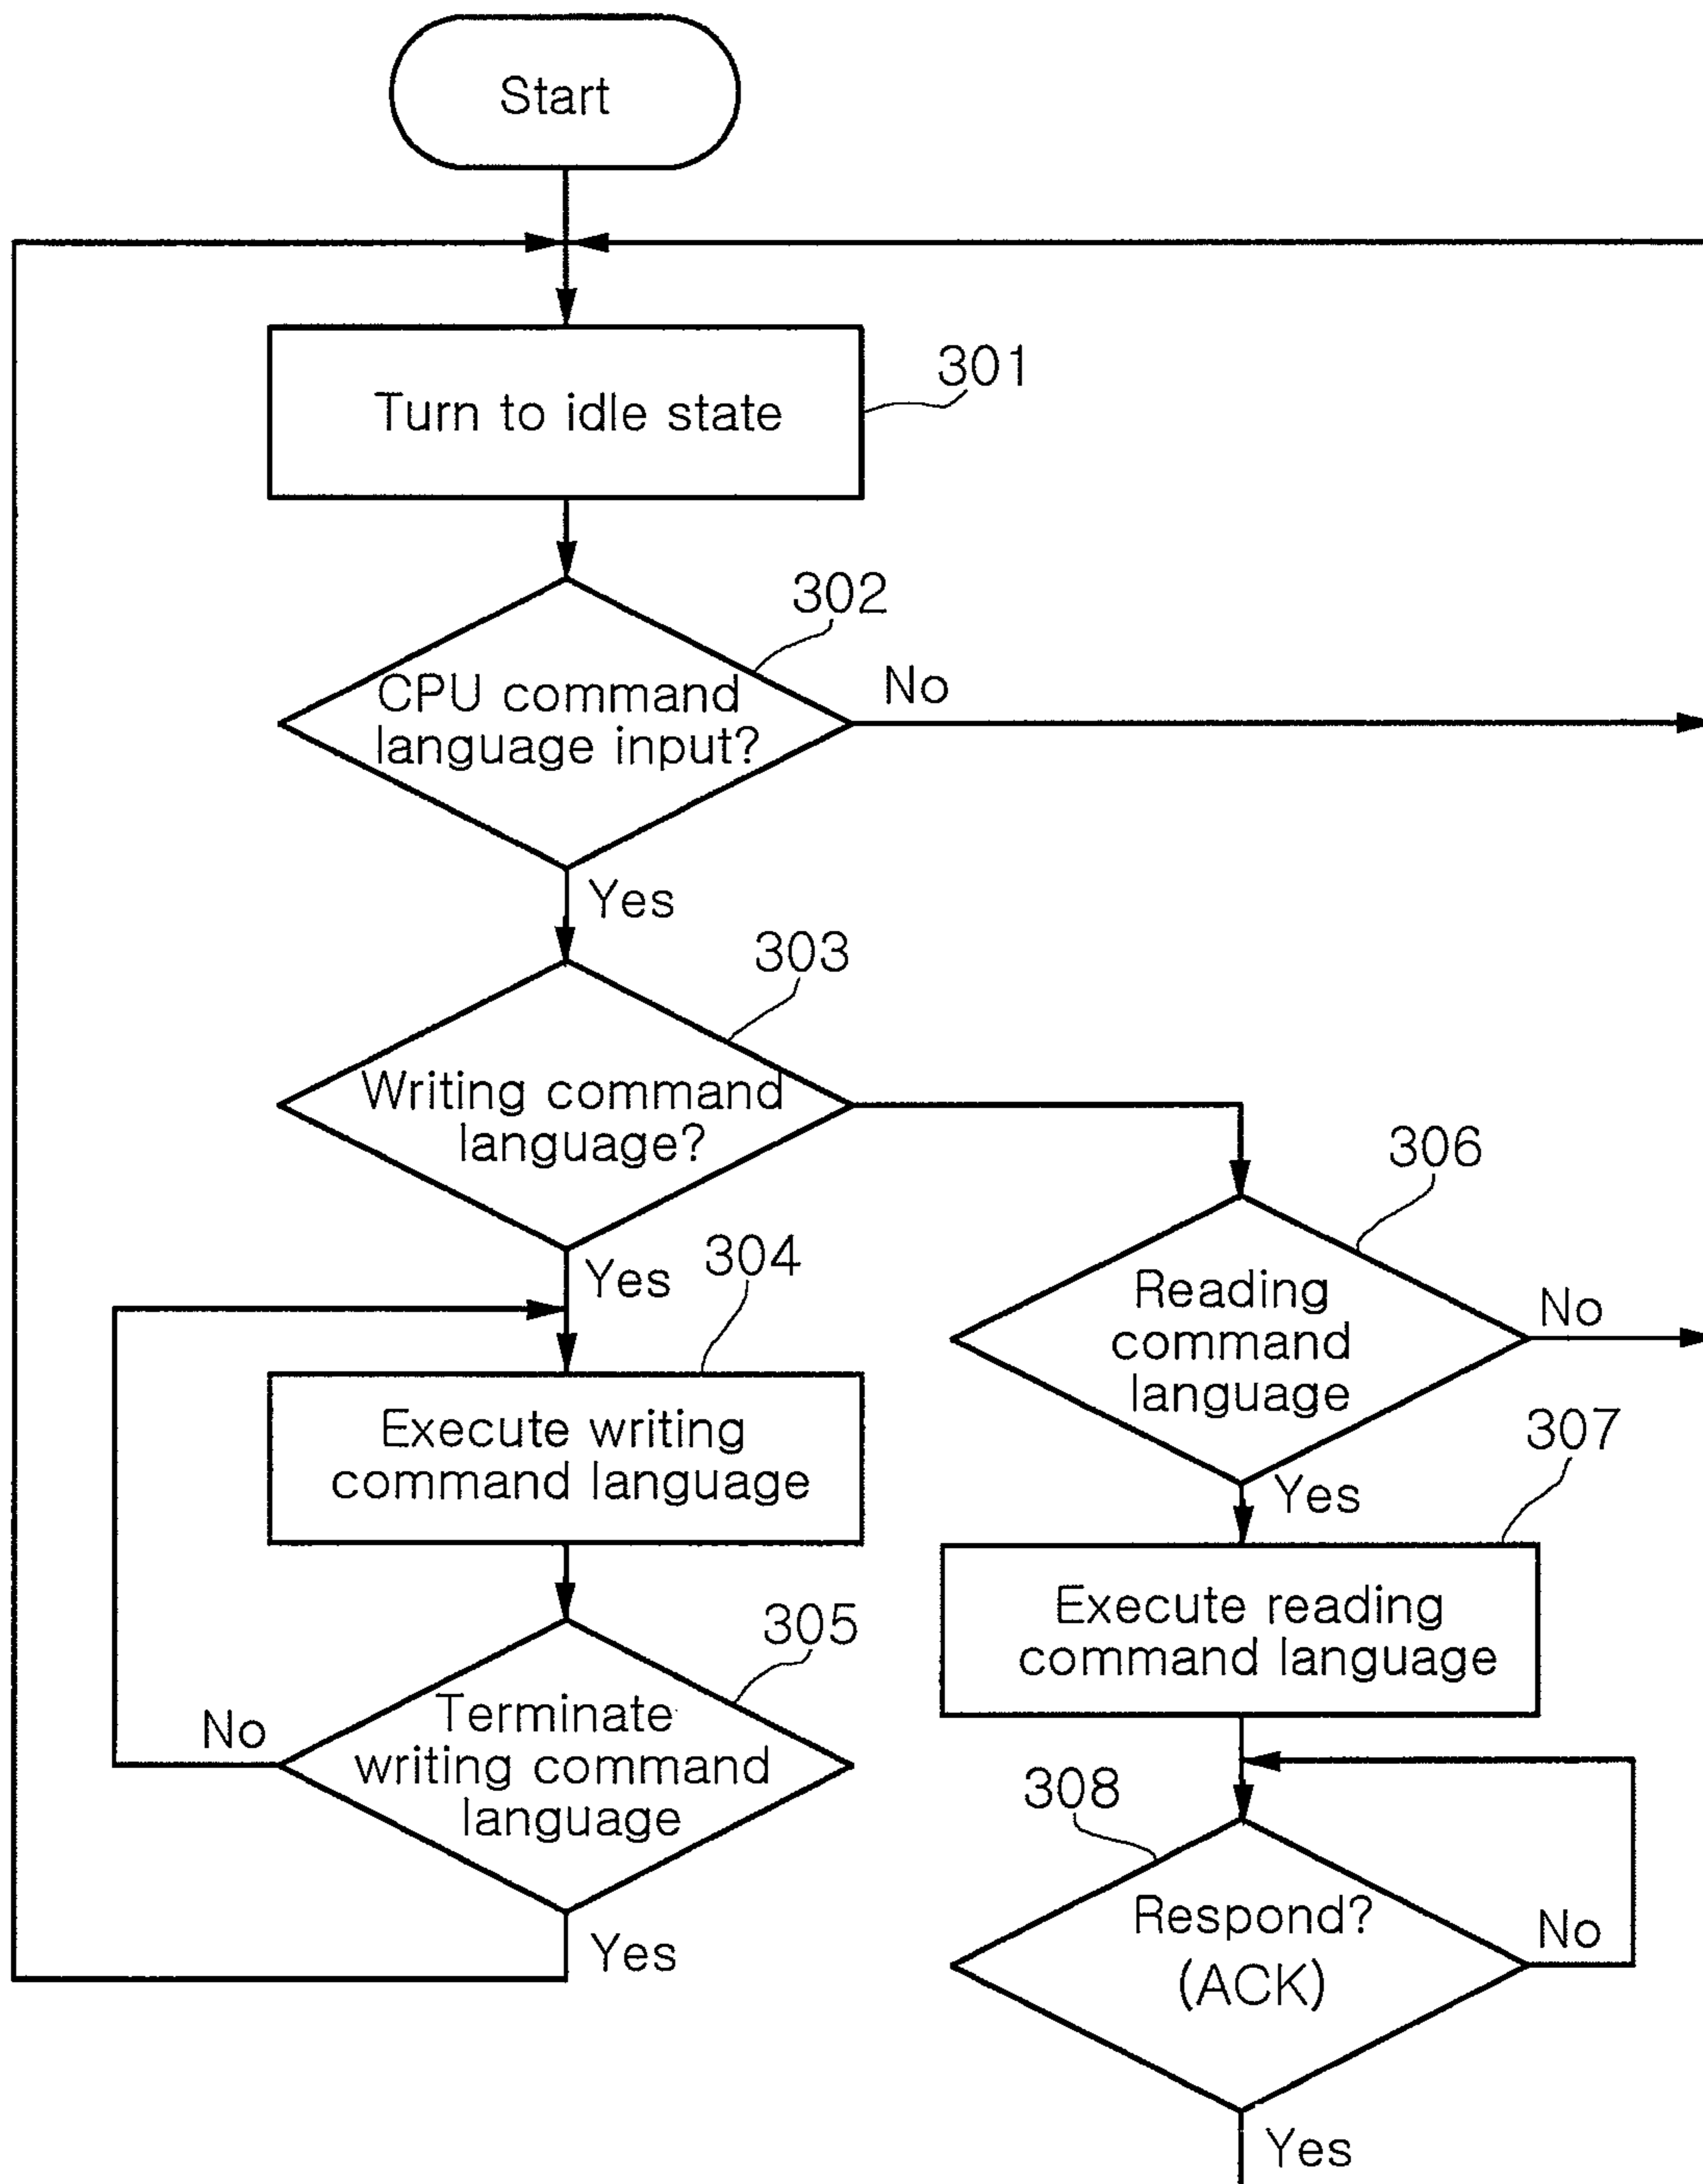 Start
301
Turn to idle state
302
CPU command
language input?
No
Yes
303
Writing command
language?
Yes
304
Execute writing
command language
305
Terminate
writing command
language
No
Yes
306
Reading
command
language
No
Yes
307
Execute reading
command language
308
Respond?
(ACK)
No
Yes